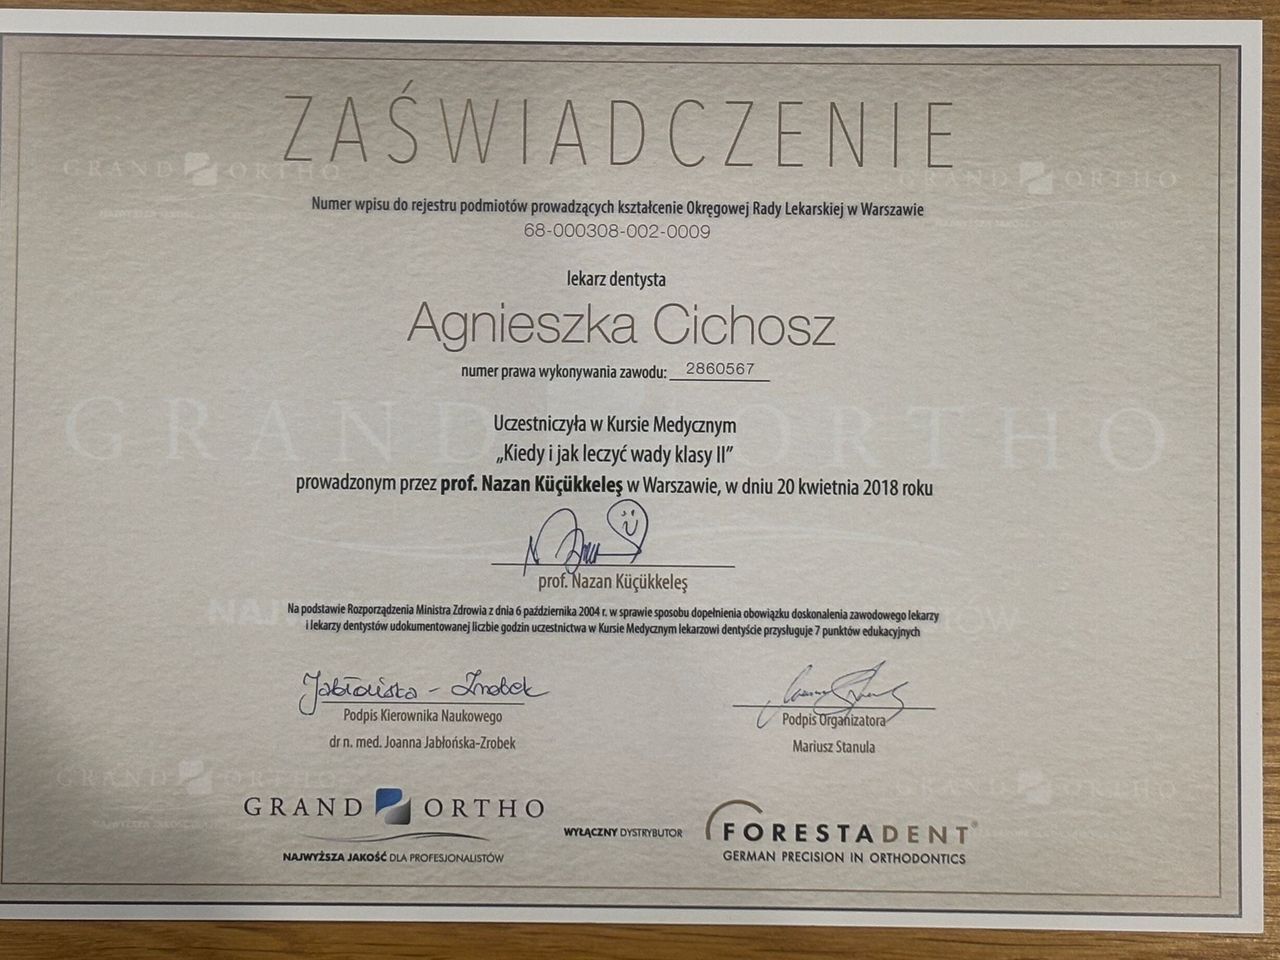 ZAŚWIADCZENIE
Numer wpisu do rejestru podmiotów prowadzących kształcenie Okręgowej Rady Lekarskiej w Warszawie
68-000308-002-0009
lekarz dentysta
Agnieszka Cichosz
numer prawa wykonywania zawodu: 2860567
Uczestniczyła w Kursie Medycznym
„Kiedy i jak leczyć wady klasy II”
prowadzonym przez prof. Nazan Küçükkeleş w Warszawie, w dniu 20 kwietnia 2018 roku
prof. Nazan Küçükkeleş
Na podstawie Rozporządzenia Ministra Zdrowia z dnia 6 października 2004 r. w sprawie sposobu dopełnienia obowiązku doskonalenia zawodowego lekarzy
i lekarzy dentystów udokumentowanej liczbie godzin uczestnictwa w Kursie Medycznym lekarzowi dentyście przysługuje 7 punktów edukacyjnych
Jabłońska - Zrobek
Podpis Kierownika Naukowego
dr n. med. Joanna Jabłońska-Zrobek
Podpis Organizatora
Mariusz Stanula
GRAND ORTHO
NAJWYŻSZA JAKOŚĆ DLA PROFESJONALISTÓW
WYŁĄCZNY DYSTRYBUTOR
FORESTADENT®
GERMAN PRECISION IN ORTHODONTICS